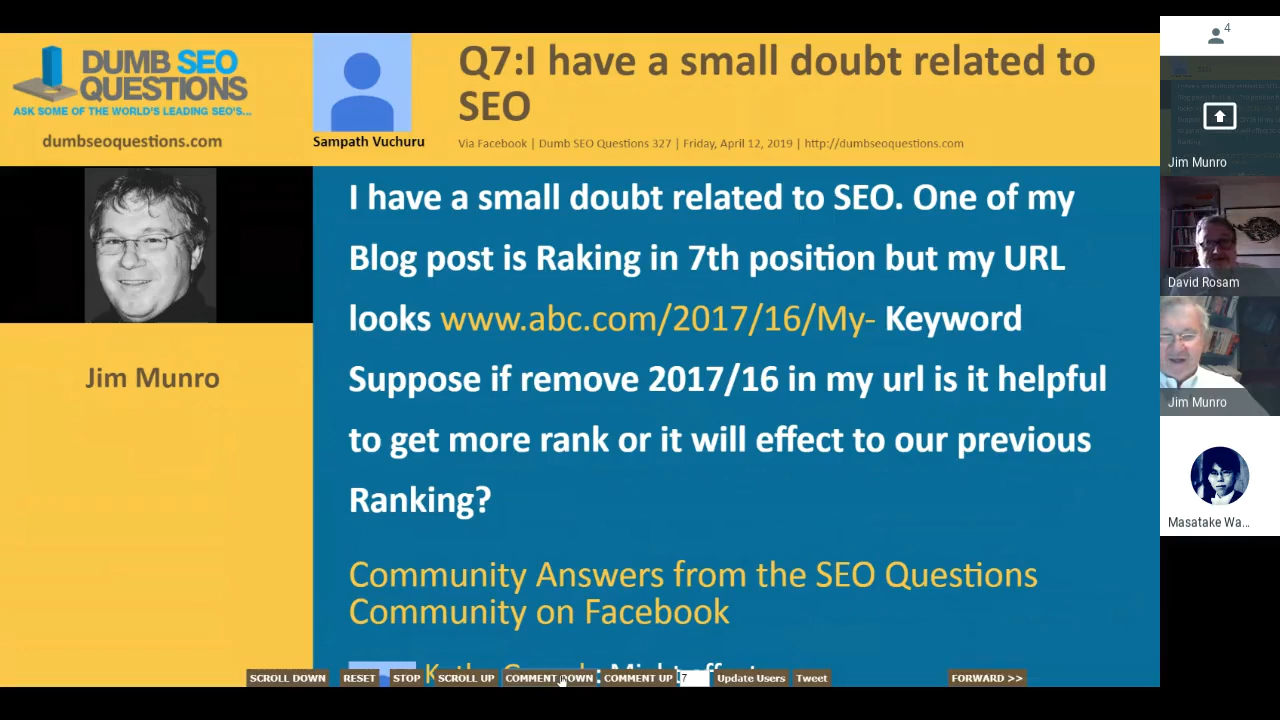 DUMB SEO
QUESTIONS
ASK SOME OF THE WORLD'S LEADING SEO'S...
dumbseoquestions.com
Sampath Vuchuru
Q7:I have a small doubt related to
SEO
Via Facebook | Dumb SEO Questions 327 | Friday, April 12, 2019 | http://dumbseoquestions.com
Jim Munro
I have a small doubt related to SEO. One of my
Blog post is Raking in 7th position but my URL
looks www.abc.com/2017/16/My- Keyword
Suppose if remove 2017/16 in my url is it helpful
to get more rank or it will effect to our previous
Ranking?
Community Answers from the SEO Questions
Community on Facebook
SCROLL DOWN
RESET
STOP
SCROLL UP
COMMENT DOWN
COMMENT UP
7
Update Users
Tweet
FORWARD >>
4
Jim Munro
David Rosam
Jim Munro
Masatake Wa...